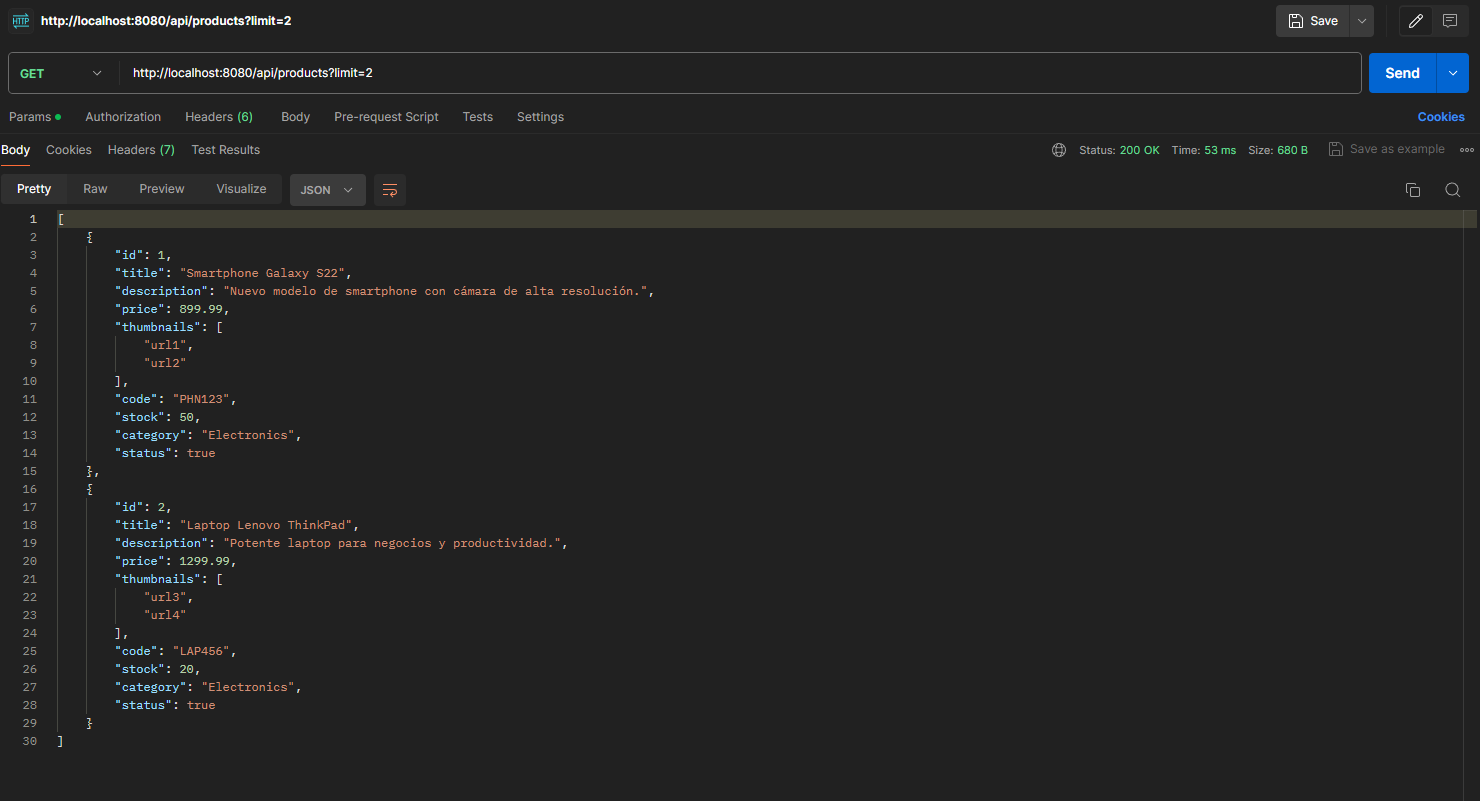 HTTP http://localhost:8080/api/products?limit=2 Save
GET http://localhost:8080/api/products?limit=2 Send
Params Authorization Headers (6) Body Pre-request Script Tests Settings Cookies
Body Cookies Headers (7) Test Results Status: 200 OK Time: 53 ms Size: 680 B Save as example
Pretty Raw Preview Visualize JSON
1 [
2 {
3 "id": 1,
4 "title": "Smartphone Galaxy S22",
5 "description": "Nuevo modelo de smartphone con cámara de alta resolución.",
6 "price": 899.99,
7 "thumbnails": [
8 "url1",
9 "url2"
10 ],
11 "code": "PHN123",
12 "stock": 50,
13 "category": "Electronics",
14 "status": true
15 },
16 {
17 "id": 2,
18 "title": "Laptop Lenovo ThinkPad",
19 "description": "Potente laptop para negocios y productividad.",
20 "price": 1299.99,
21 "thumbnails": [
22 "url3",
23 "url4"
24 ],
25 "code": "LAP456",
26 "stock": 20,
27 "category": "Electronics",
28 "status": true
29 }
30 ]